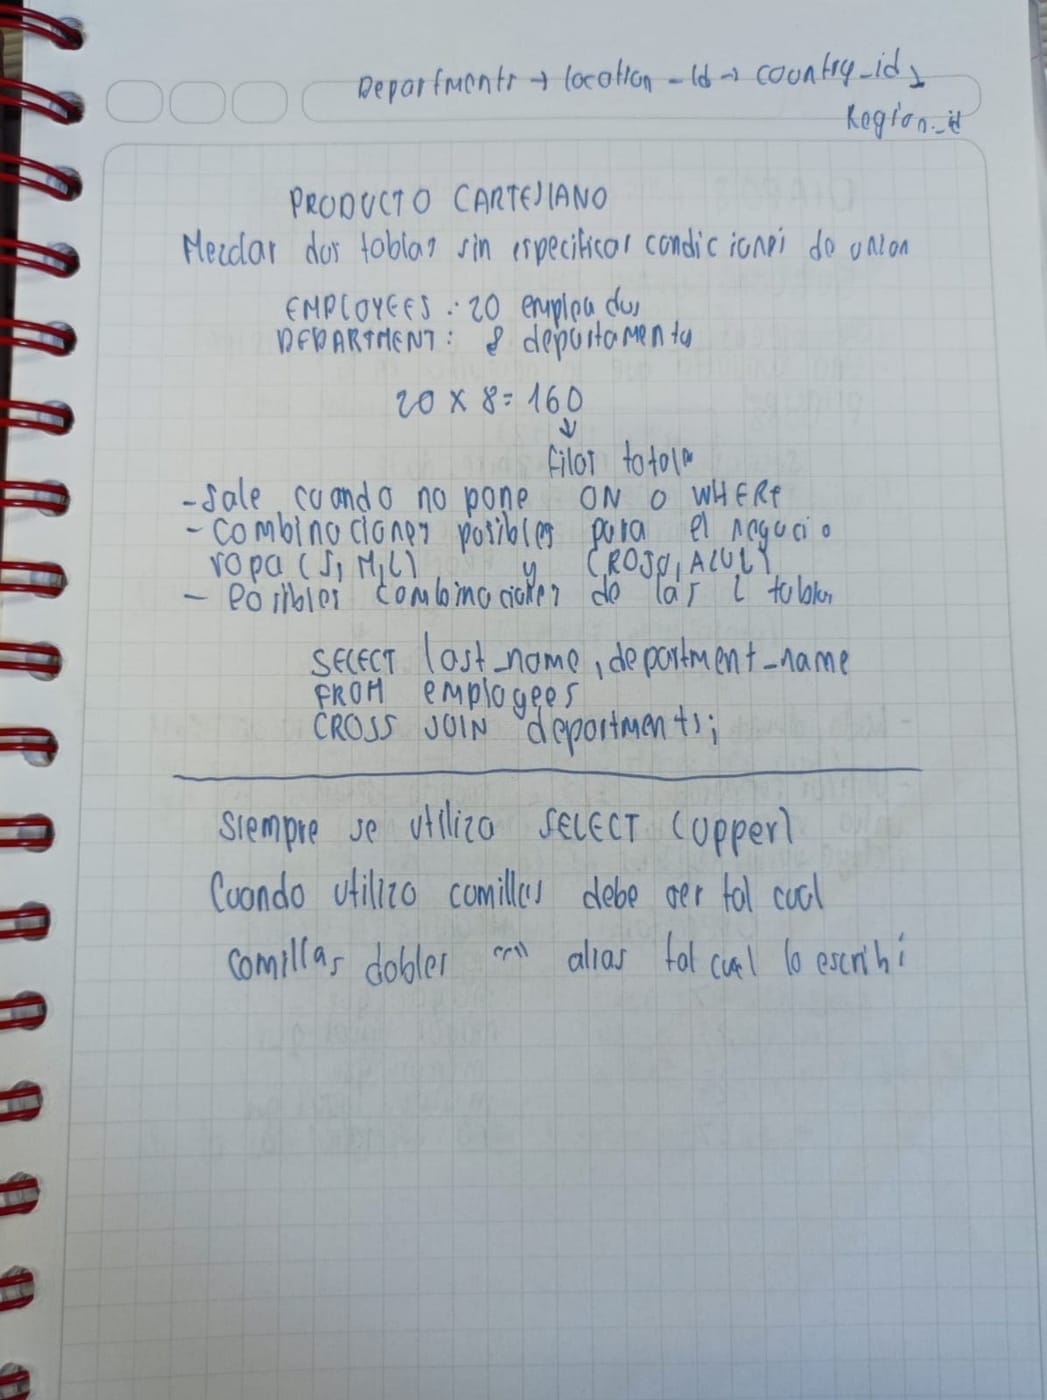 Departments → location_id → country_id ↴
Region_id
PRODUCTO CARTESIANO
Mezclar dos tablas sin especificar condiciones de union
EMPLOYEES : 20 empleados
DEPARTMENT : 8 departamento
20 x 8 = 160
↓
filas totales
- Sale cuando no pone ON O WHERE
- Combinaciones posibles para el negocio
ropa (S, M, L) y (ROJO, AZUL)
- Posibles combinaciones de las 2 tablas
SELECT last_name, department_name
FROM employees
CROSS JOIN departments;
Siempre se utiliza SELECT (upper)
Cuando utilizo comillas debe ser tal cual
Comillas dobles "" alias tal cual lo escribi